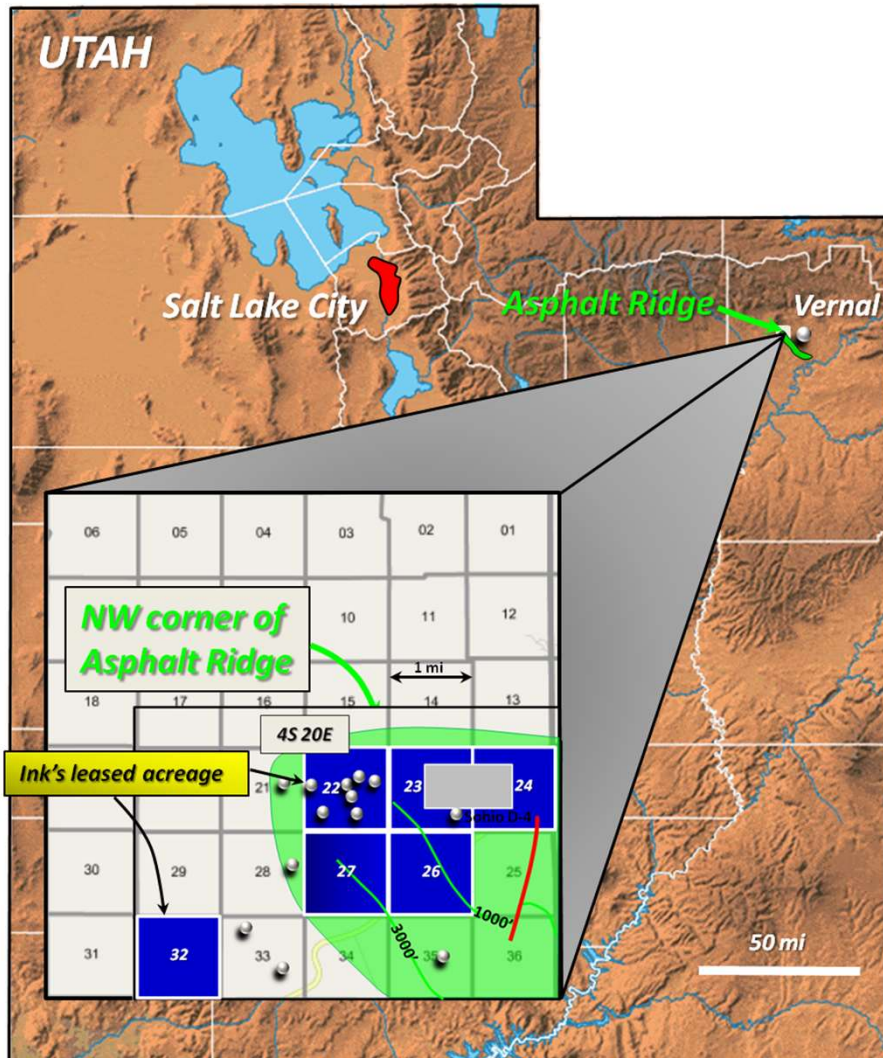 UTAH
Salt Lake City
Asphalt Ridge
Vernal
06 05 04 03 02 01
NW corner of
Asphalt Ridge
10 11 12
1 mi
18 17 16 15 14 13
4S 20E
Ink's leased acreage
21 22 23 24
Sohio D-4
30 29 28 27 26 25
1000'
3000'
31 32 33 34 35 36
50 mi